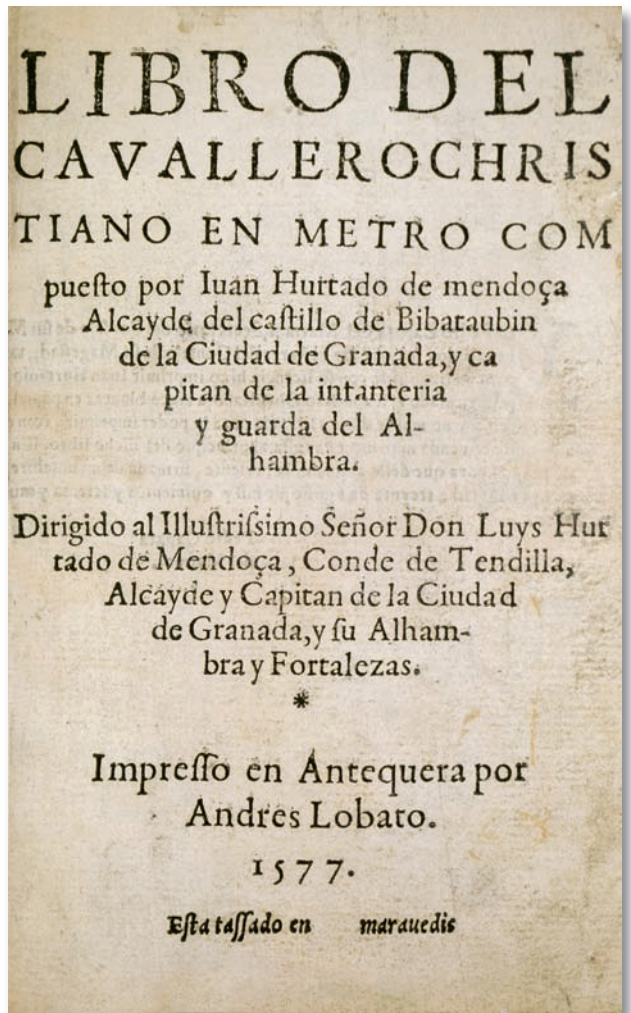 LIBRO DEL
CAVALLEROCHRIS
TIANO EN METRO COM
puesto por Iuan Hurtado de mendoça
Alcayde del castillo de Bibataubin
de la Ciudad de Granada, y ca
pitan de la infanteria
y guarda del Al-
hambra.
Dirigido al Illustrissimo Señor Don Luys Hur
tado de Mendoça, Conde de Tendilla,
Alcayde y Capitan de la Ciudad
de Granada, y su Alham-
bra y Fortalezas.
*
Impresso en Antequera por
Andres Lobato.
1577.
Esta tassado en maravedis